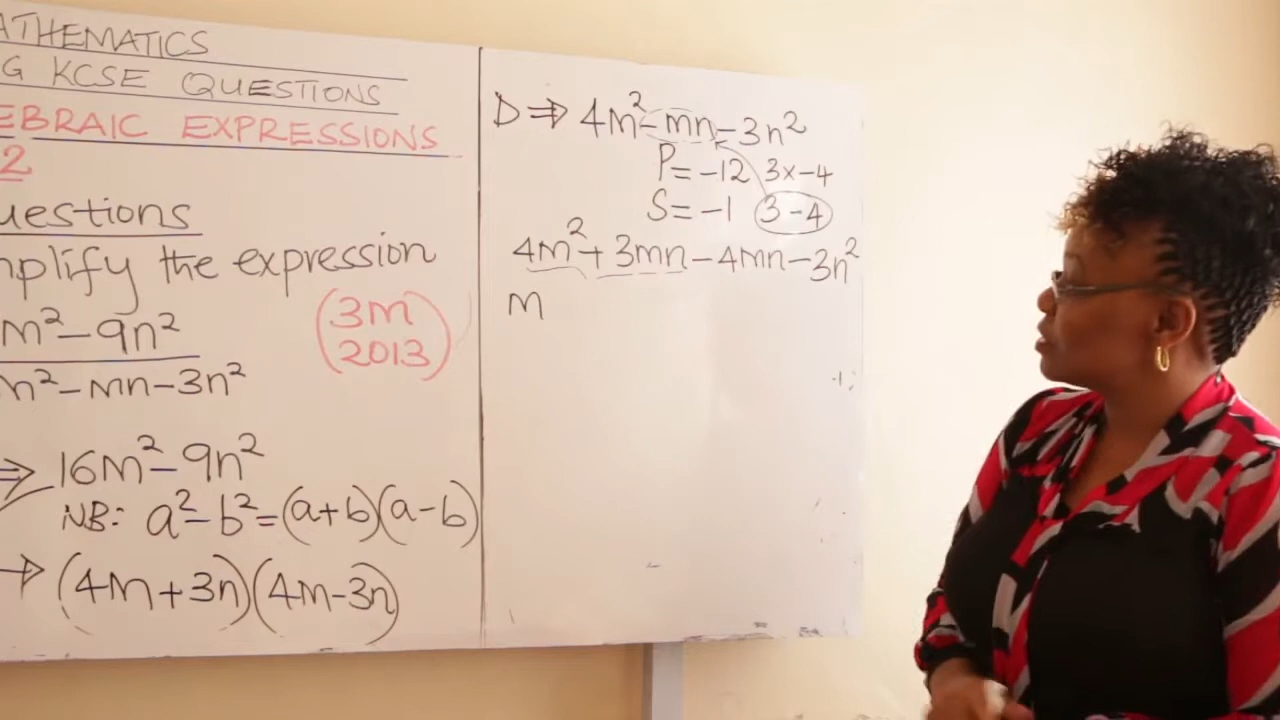 ATHEMATICS
G KCSE QUESTIONS
EBRAIC EXPRESSIONS
2
uestions
nplify the expression
m²-9n²
(3m
2013)
m²-mn-3n²
⇒ 16m²-9n²
NB: a²-b²=(a+b)(a-b)
→ (4m+3n)(4m-3n)
D ⇒ 4m²-mn-3n²
P=-12 3x-4
S=-1 3-4
4m²+3mn-4mn-3n²
m